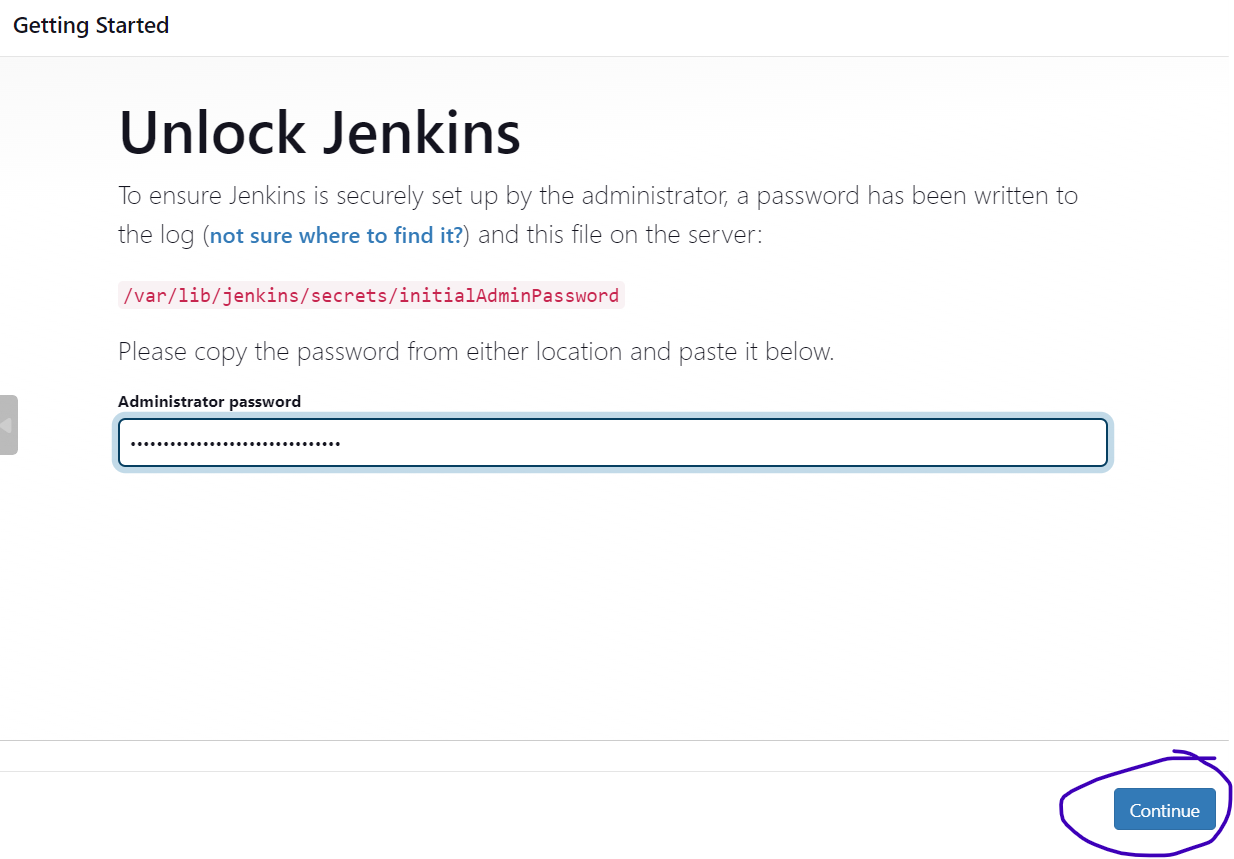 Getting Started
Unlock Jenkins
To ensure Jenkins is securely set up by the administrator, a password has been written to
the log (not sure where to find it?) and this file on the server:
/var/lib/jenkins/secrets/initialAdminPassword
Please copy the password from either location and paste it below.
Administrator password
••••••••••••••••••••••••••••••••
Continue